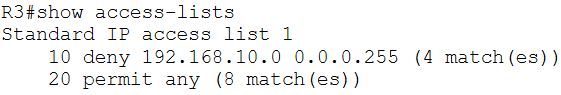 R3#show access-lists
Standard IP access list 1
    10 deny 192.168.10.0 0.0.0.255 (4 match(es))
    20 permit any (8 match(es))